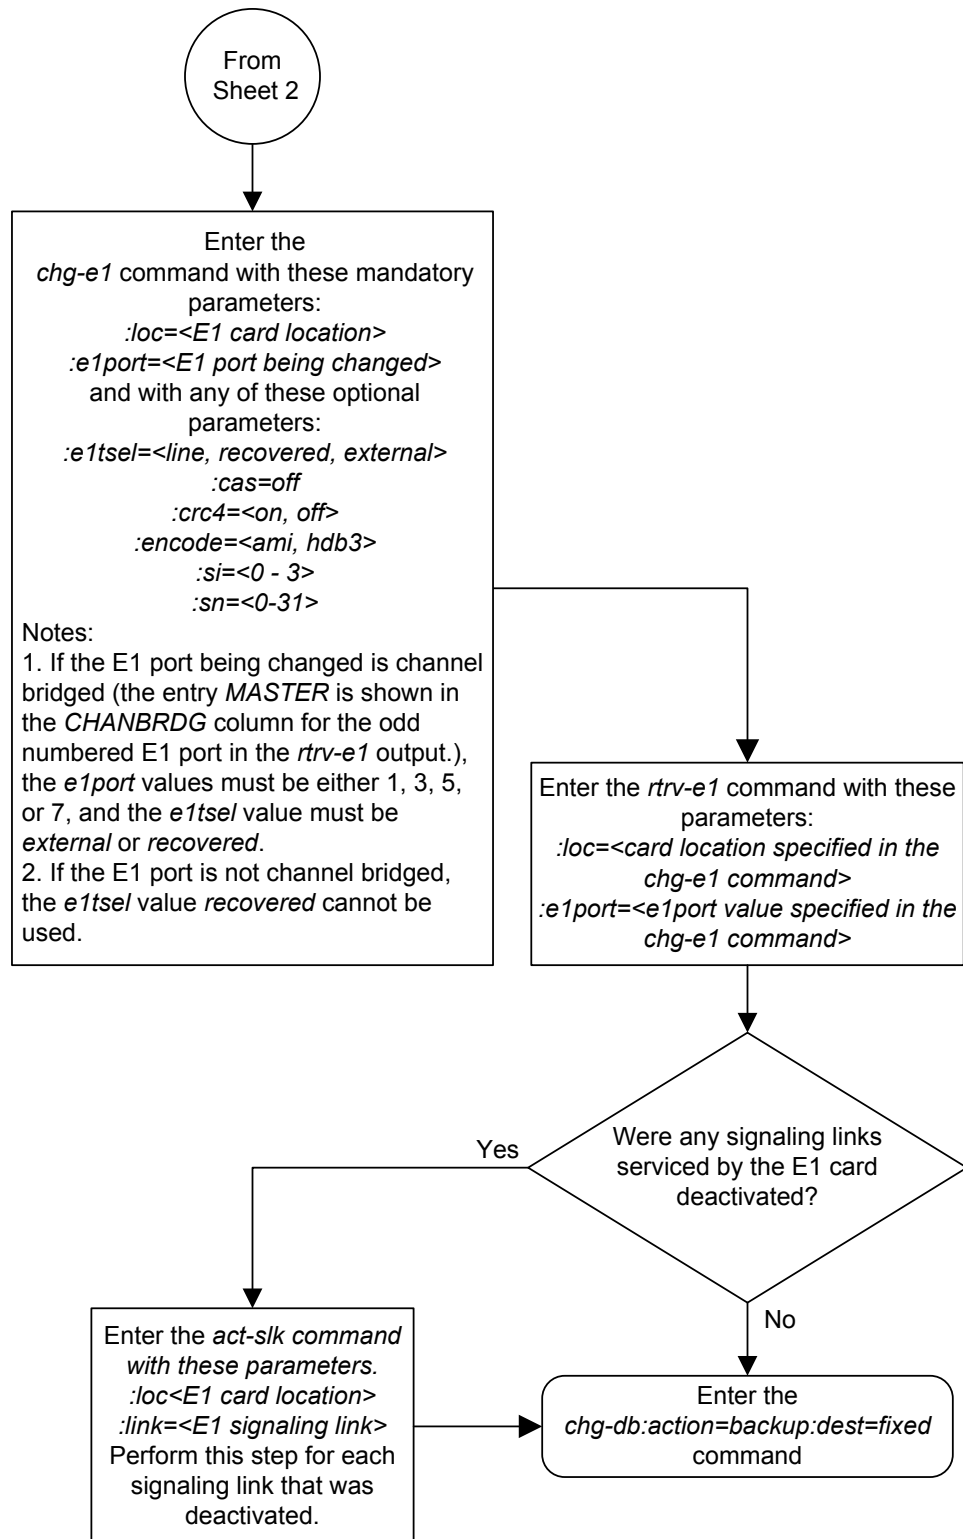 From
Sheet 2
Enter the
chg-e1 command with these mandatory
parameters:
:loc=<E1 card location>
:e1port=<E1 port being changed>
and with any of these optional
parameters:
:e1tsel=<line, recovered, external>
:cas=off
:crc4=<on, off>
:encode=<ami, hdb3>
:si=<0 - 3>
:sn=<0-31>
Notes:
1. If the E1 port being changed is channel
bridged (the entry MASTER is shown in
the CHANBRDG column for the odd
numbered E1 port in the rtrv-e1 output.),
the e1port values must be either 1, 3, 5,
or 7, and the e1tsel value must be
external or recovered.
2. If the E1 port is not channel bridged,
the e1tsel value recovered cannot be
used.
Enter the rtrv-e1 command with these
parameters:
:loc=<card location specified in the
chg-e1 command>
:e1port=<e1port value specified in the
chg-e1 command>
Were any signaling links
serviced by the E1 card
deactivated?
Yes
No
Enter the act-slk command
with these parameters.
:loc<E1 card location>
:link=<E1 signaling link>
Perform this step for each
signaling link that was
deactivated.
Enter the
chg-db:action=backup:dest=fixed
command